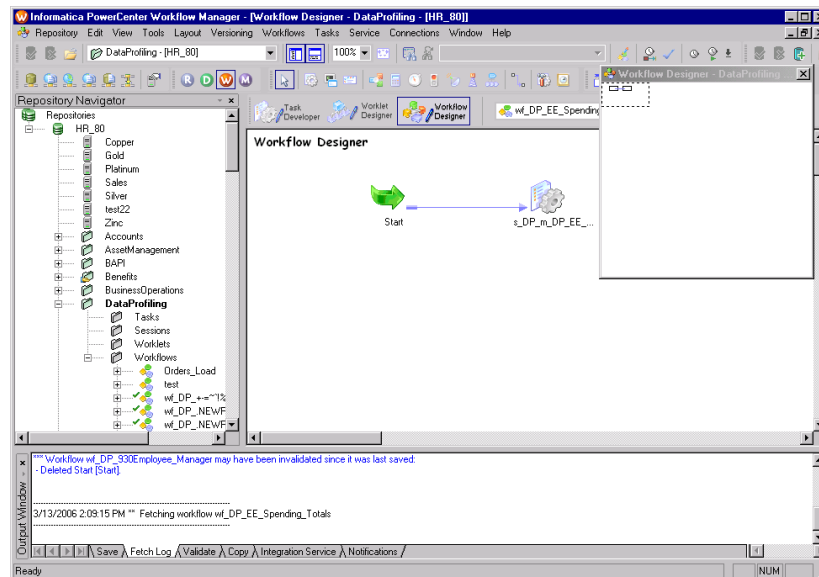 Informatica PowerCenter Workflow Manager - [Workflow Designer - DataProfiling - [HR_80]]
Repository Edit View Tools Layout Versioning Workflows Tasks Service Connections Window Help
DataProfiling - [HR_80]
100%
R D W M
Repository Navigator
Repositories
HR_80
Copper
Gold
Platinum
Sales
Silver
test22
Zinc
Accounts
AssetManagement
BAPI
Benefits
BusinessOperations
DataProfiling
Tasks
Sessions
Worklets
Workflows
Orders_Load
test
wf_DP_.NEWF
wf_DP_.NEWF
Task Developer
Worklet Designer
Workflow Designer
wf_DP_EE_Spending
Workflow Designer
Start
s_DP_m_DP_EE_...
Workflow Designer - DataProfiling
*** Workflow wf_DP_930Employee_Manager may have been invalidated since it was last saved:
- Deleted Start [Start].
3/13/2006 2:09:15 PM ** Fetching workflow wf_DP_EE_Spending_Totals
Output Window
Save Fetch Log Validate Copy Integration Service Notifications
Ready
NUM